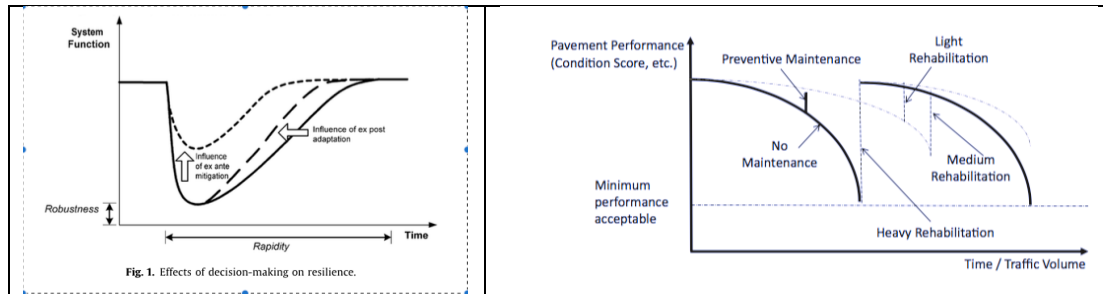 System
Function
Influence of ex post
adaptation
Influence
of ex ante
mitigation
Robustness
Time
Rapidity
Fig. 1. Effects of decision-making on resilience.
Pavement Performance
(Condition Score, etc.)
Preventive Maintenance
Light
Rehabilitation
No
Maintenance
Medium
Rehabilitation
Minimum
performance
acceptable
Heavy Rehabilitation
Time / Traffic Volume